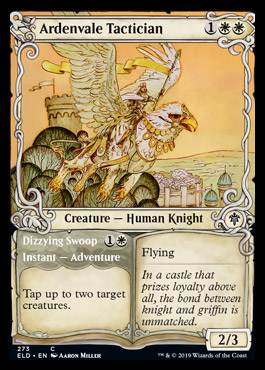 Ardenvale Tactician 1
Creature — Human Knight
Dizzying Swoop 1
Instant — Adventure
Tap up to two target
creatures.
Flying
In a castle that
prizes loyalty above
all, the bond between
knight and griffin is
unmatched.
2/3
273 C
ELD • EN Aaron Miller
™ & © 2019 Wizards of the Coast